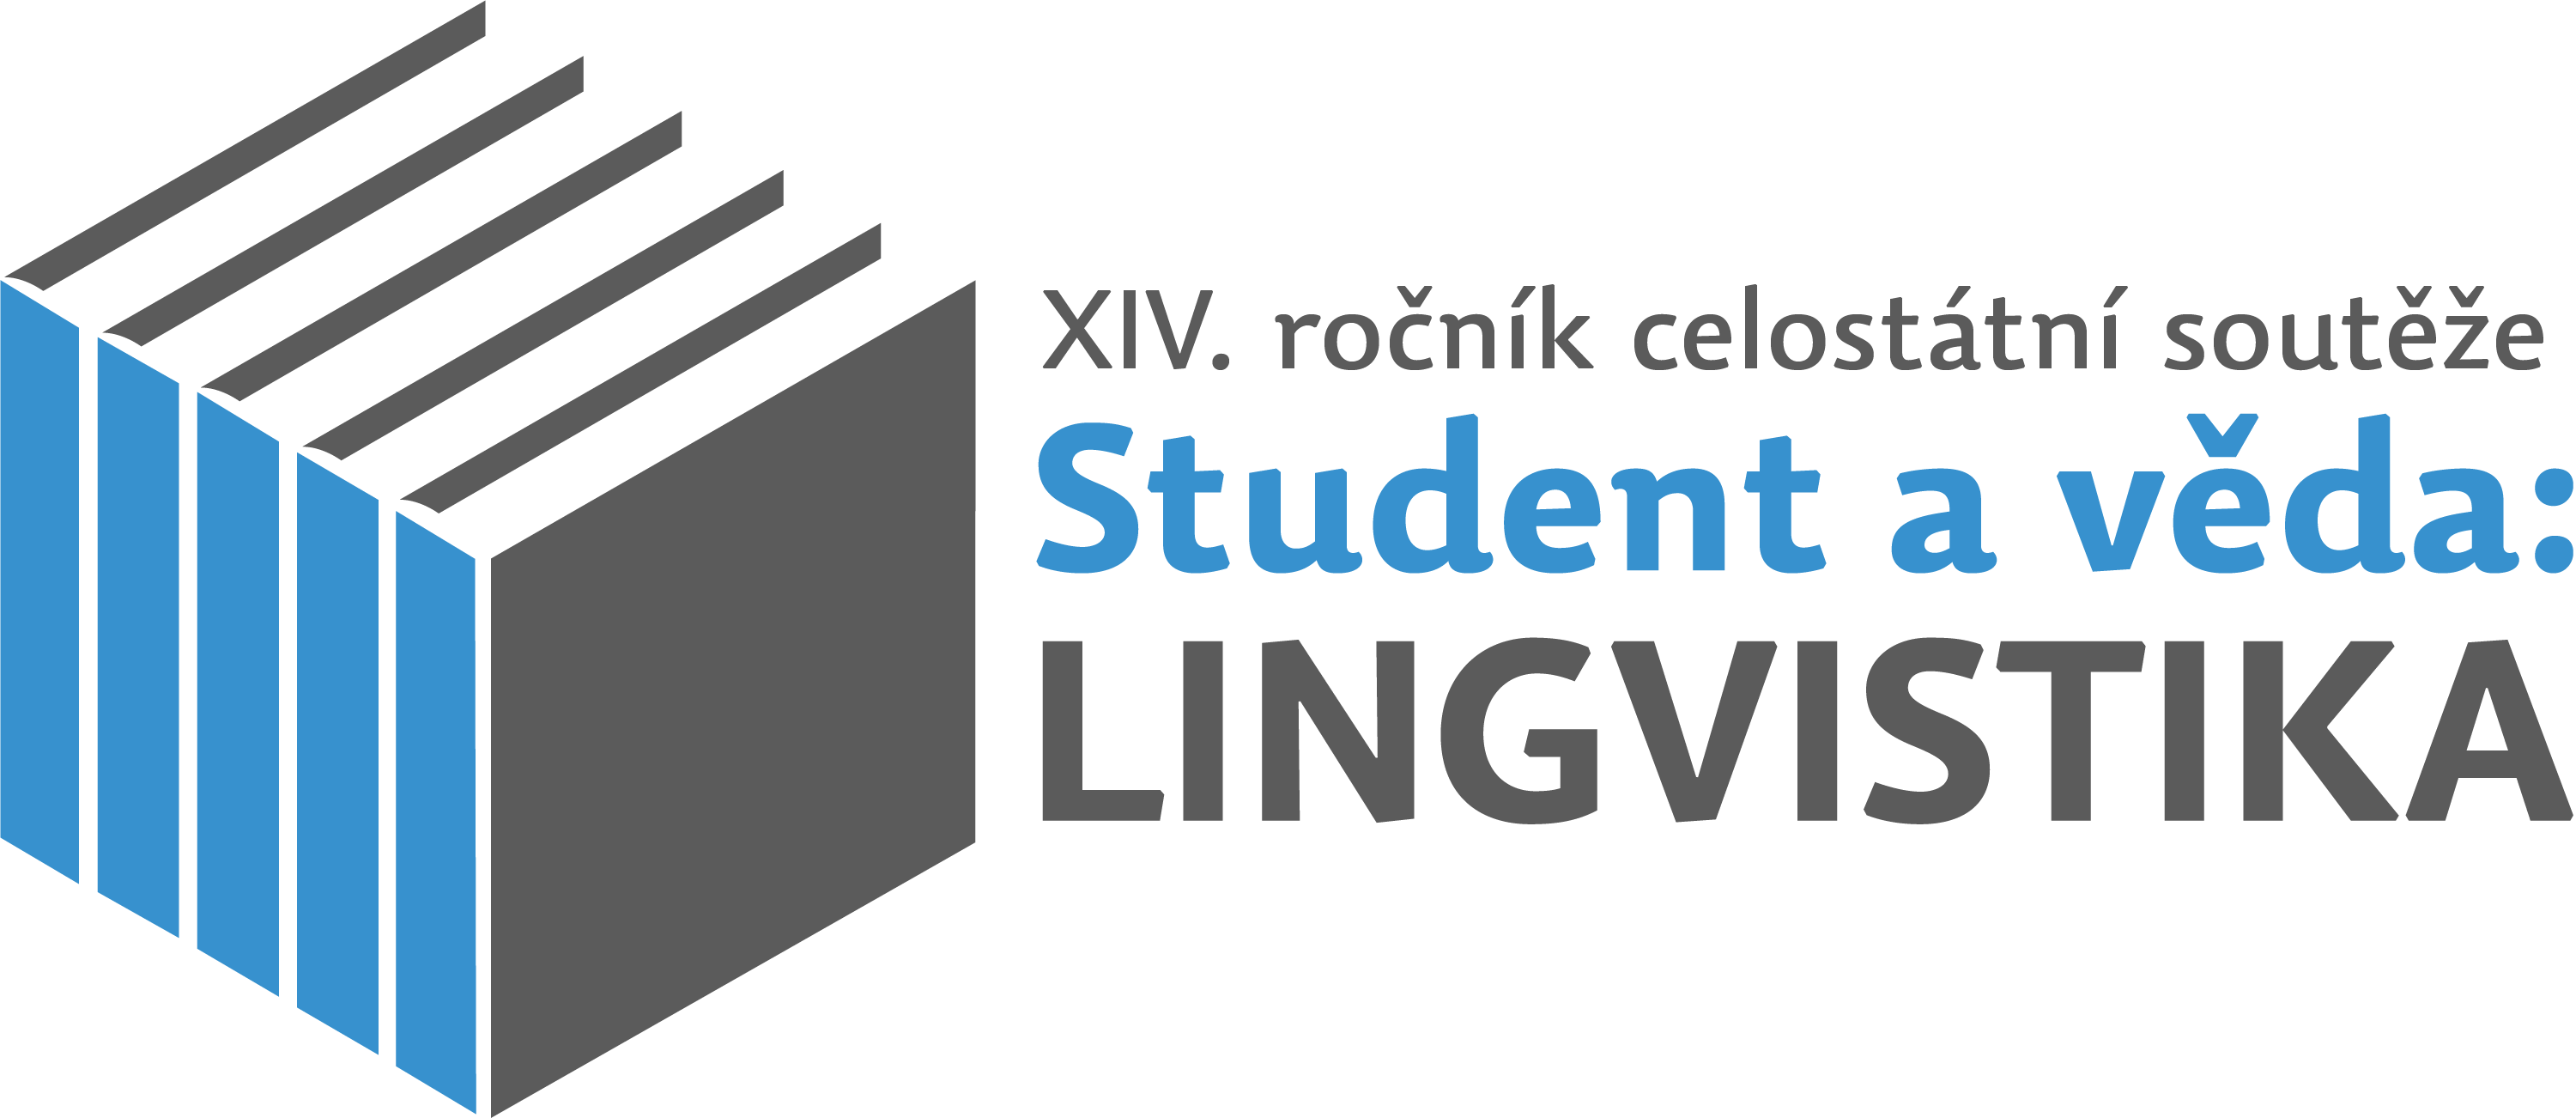 XIV. ročník celostátní soutěže
Student a věda:
LINGVISTIKA